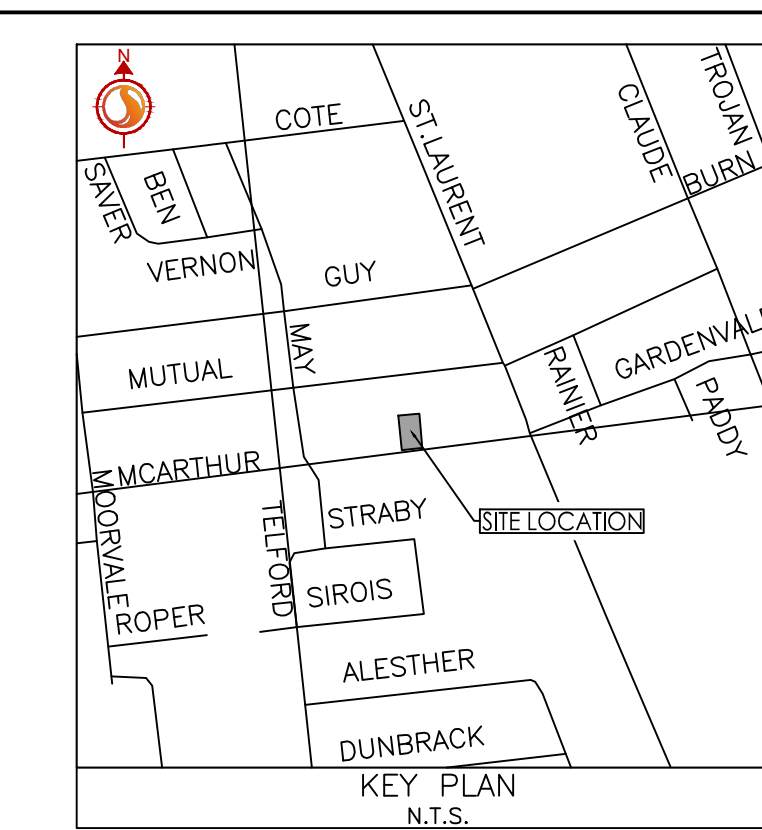 N
COTE
ST.LAURENT
CLAUDE
TROJAN
BURN
SAVER
BEN
VERNON
GUY
MAY
MUTUAL
RAINIER
GARDENVAL
PADDY
MCARTHUR
MOORVALE
TELFORD
STRABY
SITE LOCATION
SIROIS
ROPER
ALESTHER
DUNBRACK
KEY PLAN
N.T.S.